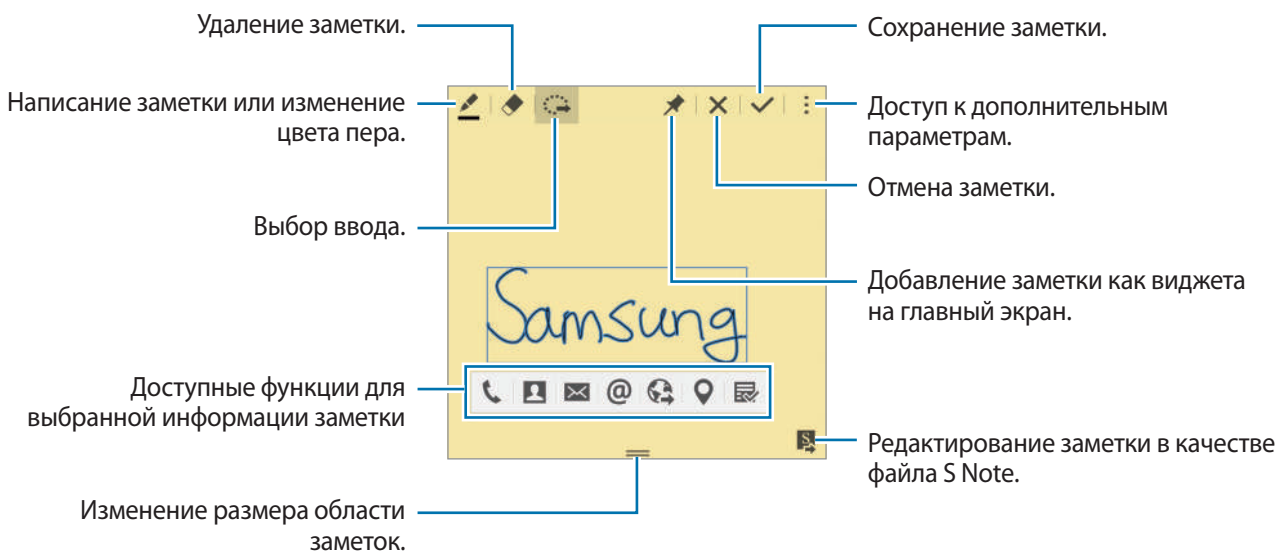 Удаление заметки.
Сохранение заметки.
Написание заметки или изменение
цвета пера.
Доступ к дополнительным
параметрам.
Отмена заметки.
Выбор ввода.
Добавление заметки как виджета
на главный экран.
Samsung
Доступные функции для
выбранной информации заметки
Редактирование заметки в качестве
файла S Note.
Изменение размера области
заметок.